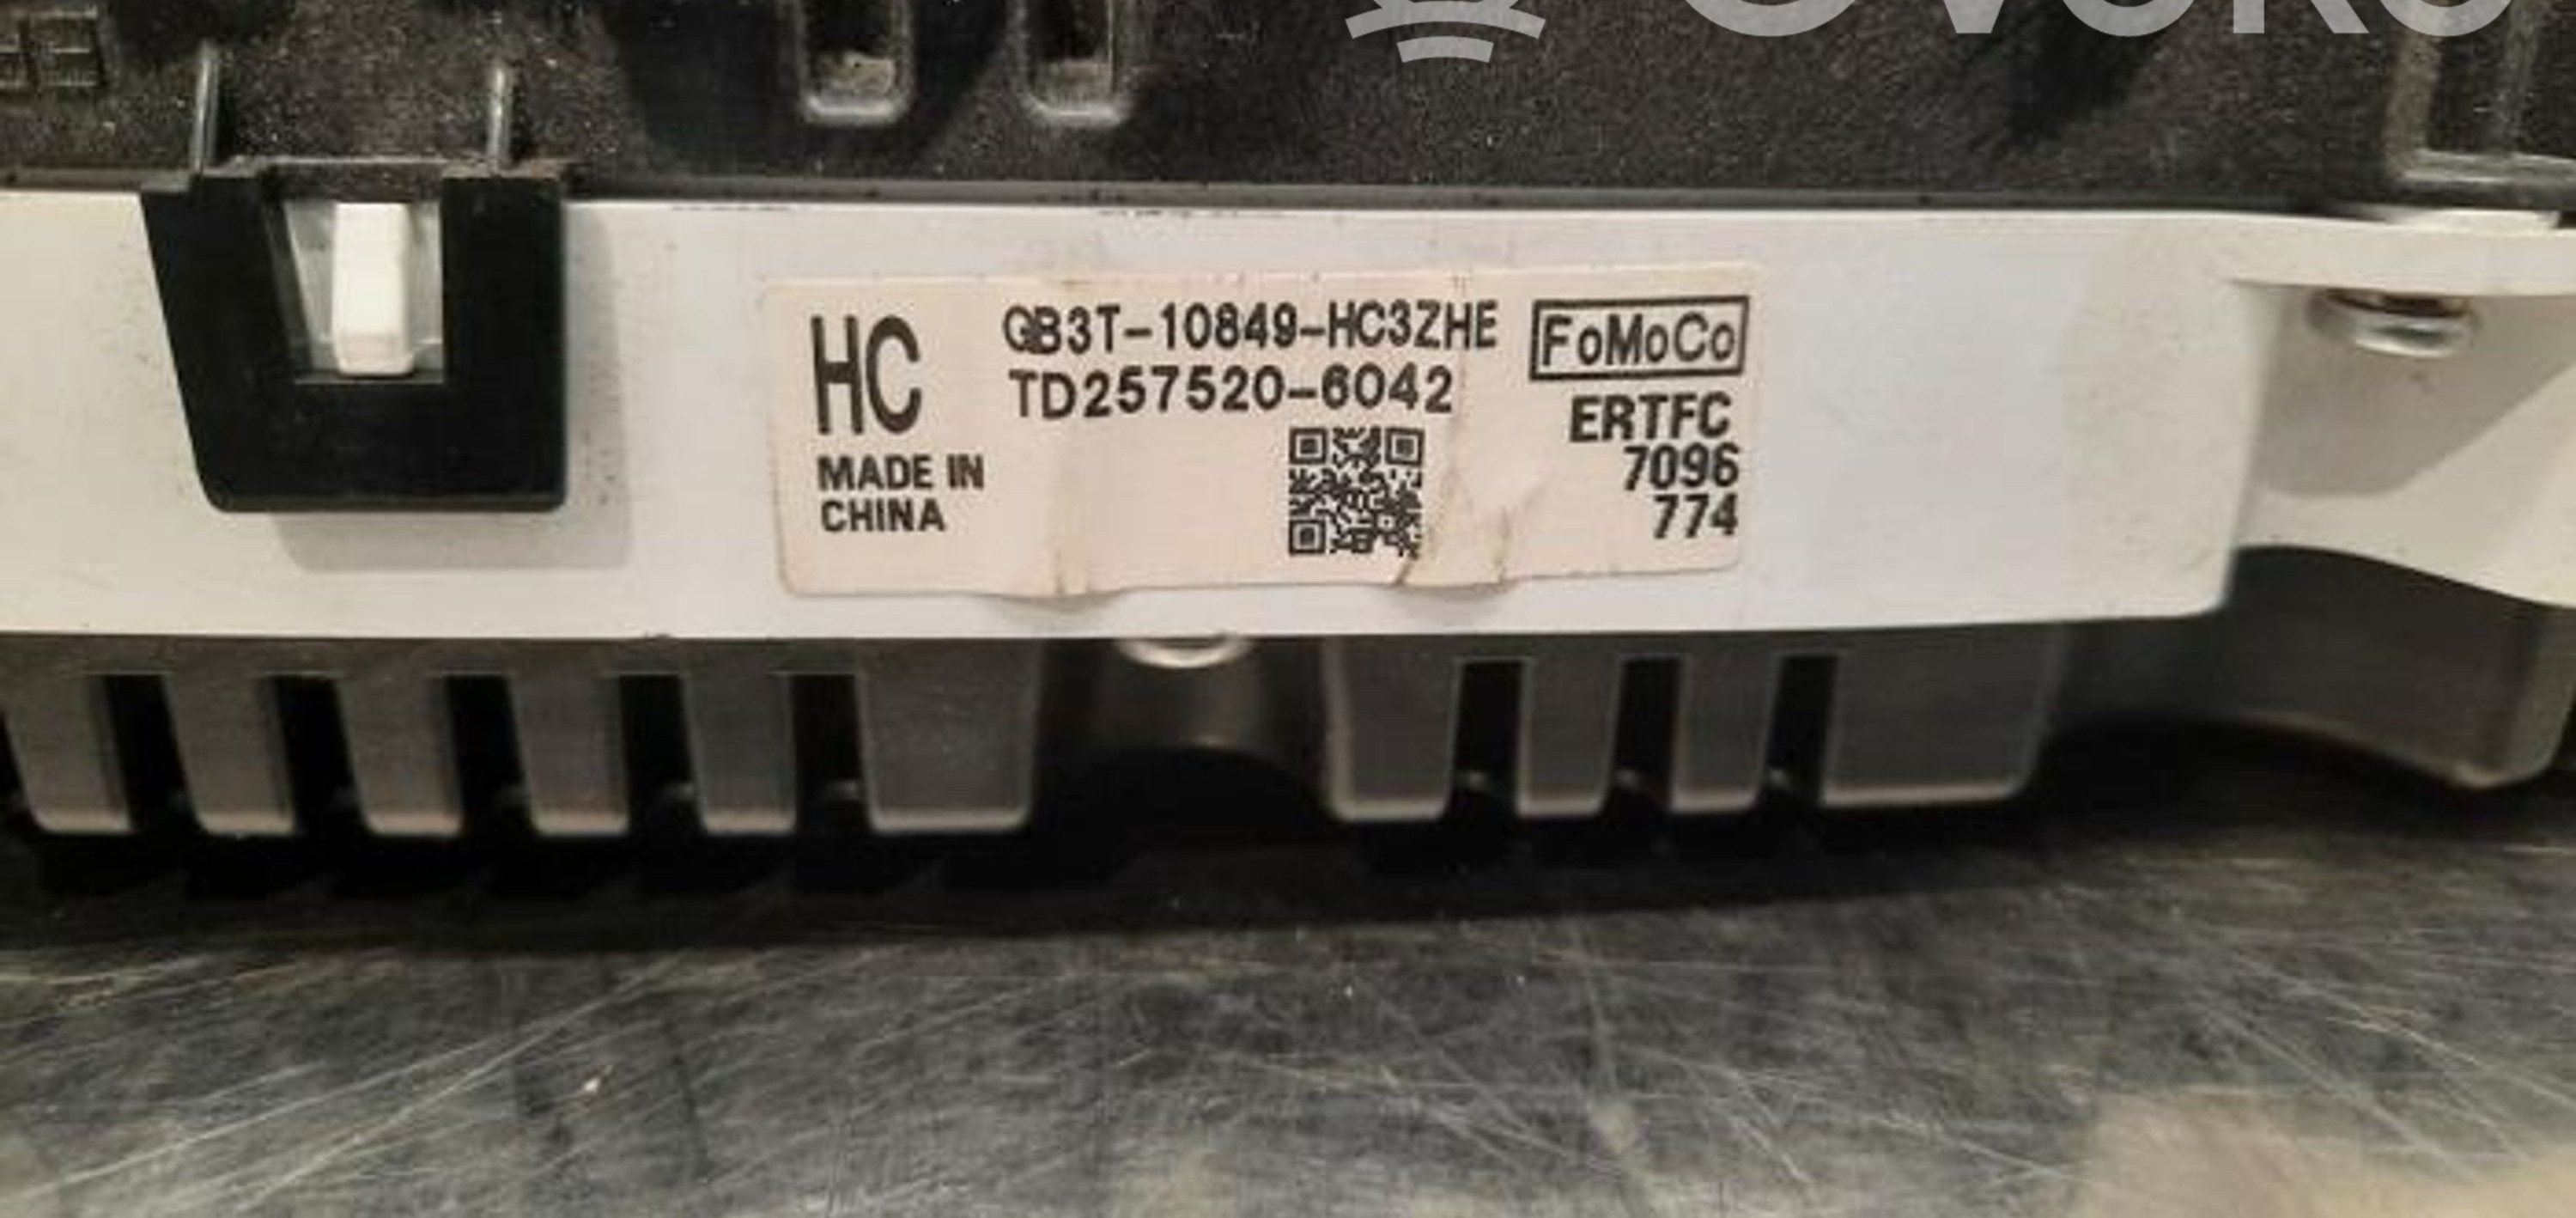 HC
GB3T-10849-HC3ZHE
TD257520-6042
MADE IN
CHINA
FoMoCo
ERTFC
7096
774